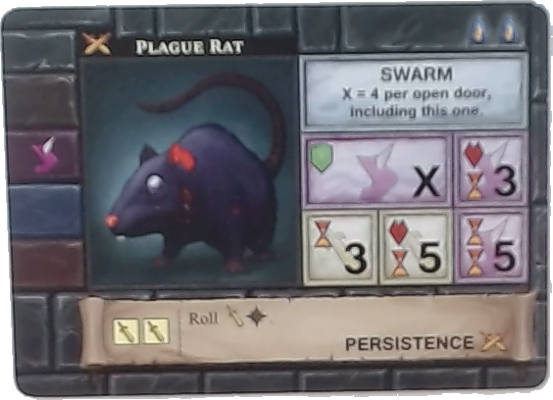 PLAGUE RAT
SWARM
X = 4 per open door,
including this one.
X
3
3
5
5
Roll
PERSISTENCE